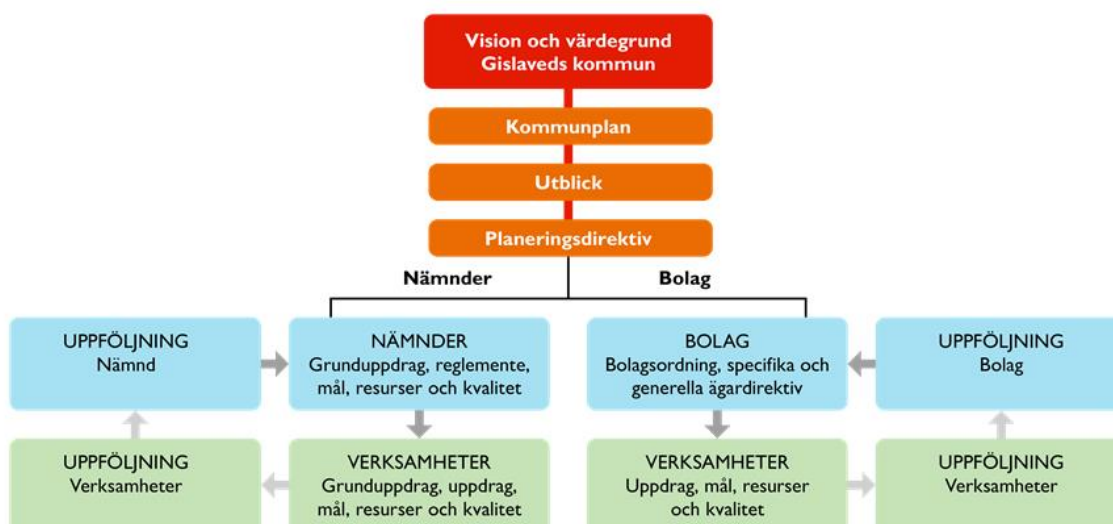 Vision och värdegrund
Gislaveds kommun
Kommunplan
Utblick
Planeringsdirektiv
Nämnder
Bolag
UPPFÖLJNING
Nämnd
NÄMNDER
Grunduppdrag, reglemente,
mål, resurser och kvalitet
BOLAG
Bolagsordning, specifika och
generella ägardirektiv
UPPFÖLJNING
Bolag
UPPFÖLJNING
Verksamheter
VERKSAMHETER
Grunduppdrag, uppdrag,
mål, resurser och kvalitet
VERKSAMHETER
Uppdrag, mål, resurser
och kvalitet
UPPFÖLJNING
Verksamheter